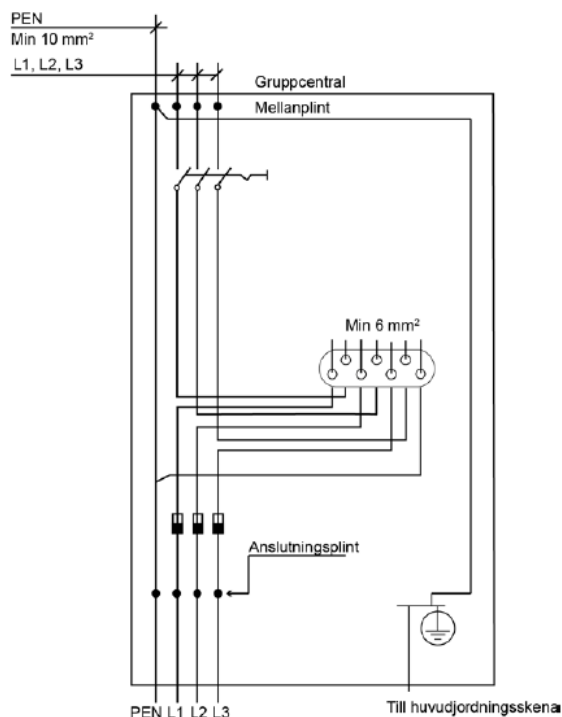 PEN
Min 10 mm²
L1, L2, L3
Gruppcentral
Mellanplint
Min 6 mm²
Anslutningsplint
PEN L1 L2 L3
Till huvudjordningsskena